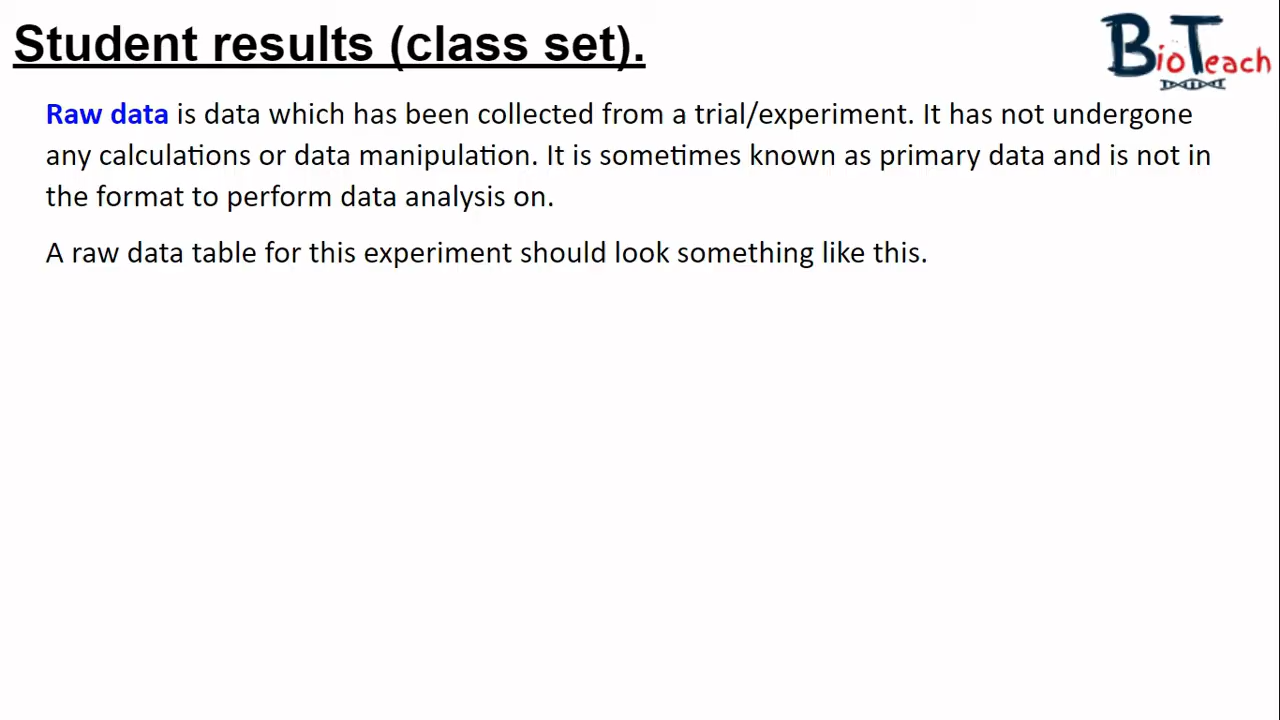 Student results (class set).
BioTeach
Raw data is data which has been collected from a trial/experiment. It has not undergone
any calculations or data manipulation. It is sometimes known as primary data and is not in
the format to perform data analysis on.
A raw data table for this experiment should look something like this.